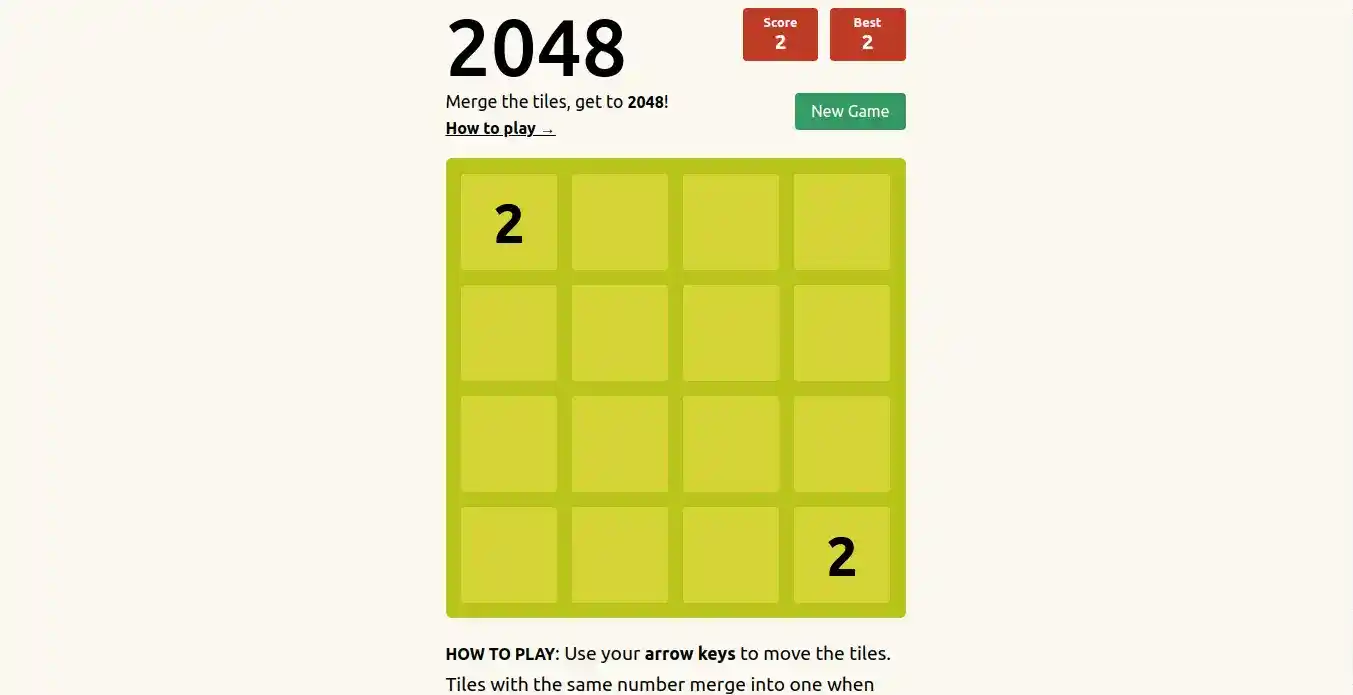 2048
Score
2
Best
2
Merge the tiles, get to 2048!
How to play →
New Game
2
2
HOW TO PLAY: Use your arrow keys to move the tiles.
Tiles with the same number merge into one when